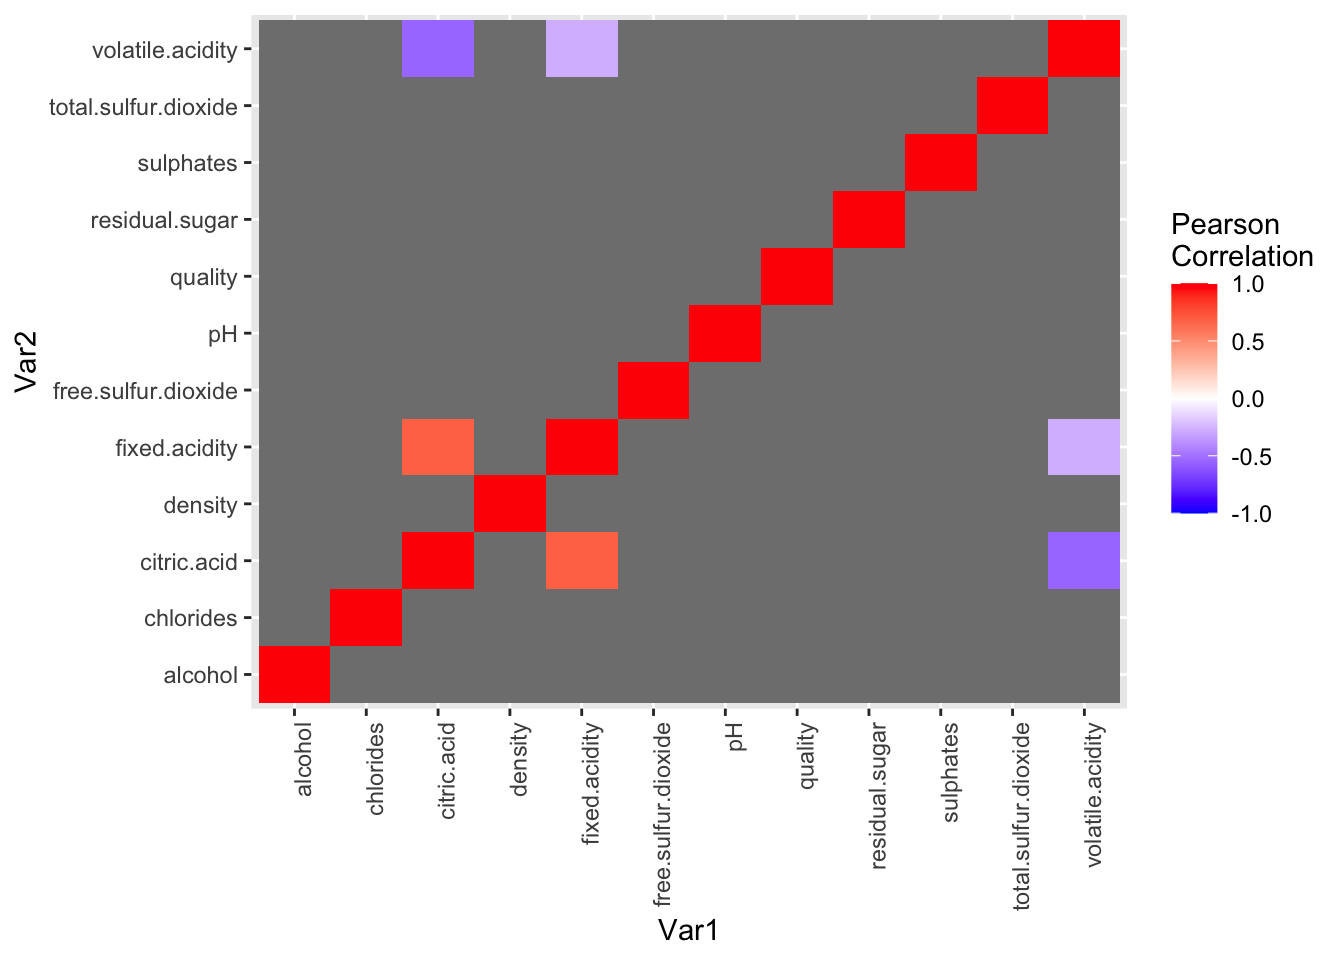 volatile.acidity
total.sulfur.dioxide
sulphates
residual.sugar
quality
pH
free.sulfur.dioxide
fixed.acidity
density
citric.acid
chlorides
alcohol
Var2
alcohol
chlorides
citric.acid
density
fixed.acidity
free.sulfur.dioxide
pH
quality
residual.sugar
sulphates
total.sulfur.dioxide
volatile.acidity
Var1
Pearson
Correlation
1.0
0.5
0.0
-0.5
-1.0